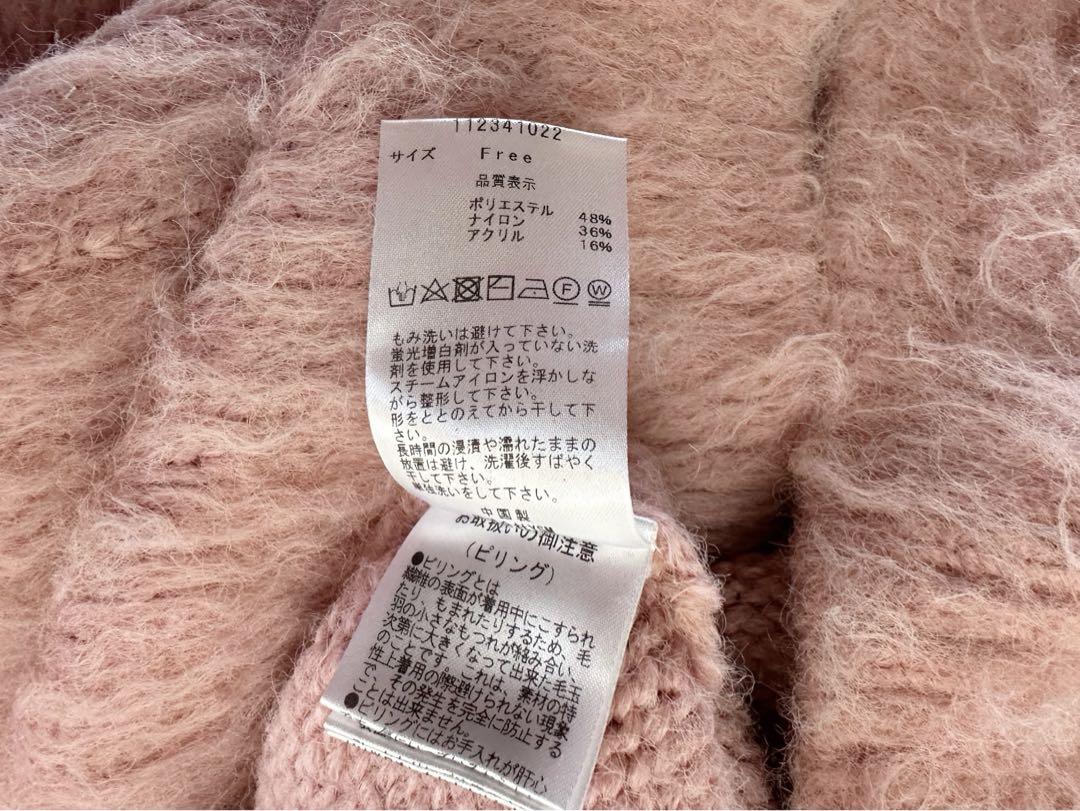 112341022
サイズ Free
品質表示
ポリエステル 48%
ナイロン 36%
アクリル 16%
F W
もみ洗いは避けて下さい。
蛍光増白剤が入っていない洗
剤を使用して下さい。
スチームアイロンを浮かしな
がら整形して下さい。
形をととのえてから干して下
さい。
長時間の浸漬や濡れたままの
放置は避け、洗濯後すばやく
干して下さい。
単独洗いをして下さい。
中国製
お取扱いの御注意
(ピリング)
●ピリングとは
繊維の表面が着用中にこすられ
たり、もまれたりするため、毛
羽の小さなもつれが絡み合い、
次第に大きくなって出来た毛玉
のことです。これは、素材の特
性上着用の際避けられない現象
で、その発生を完全に防止する
ことは出来ません。
●ピリングにはお手入れが肝心